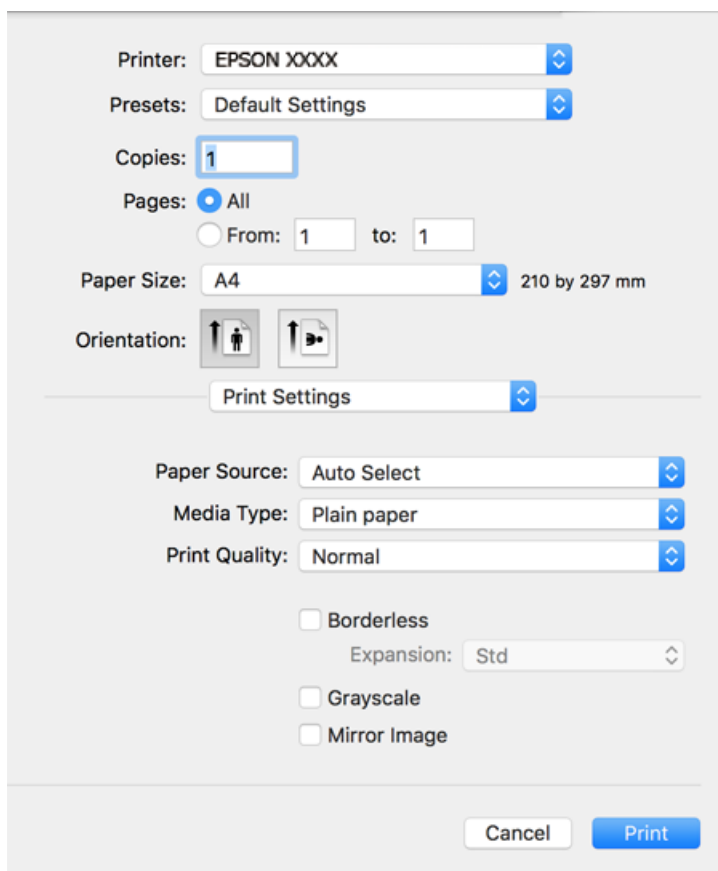 Printer: EPSON XXXX
Presets: Default Settings
Copies: 1
Pages: All
From: 1 to: 1
Paper Size: A4 210 by 297 mm
Orientation:
Print Settings
Paper Source: Auto Select
Media Type: Plain paper
Print Quality: Normal
Borderless
Expansion: Std
Grayscale
Mirror Image
Cancel Print